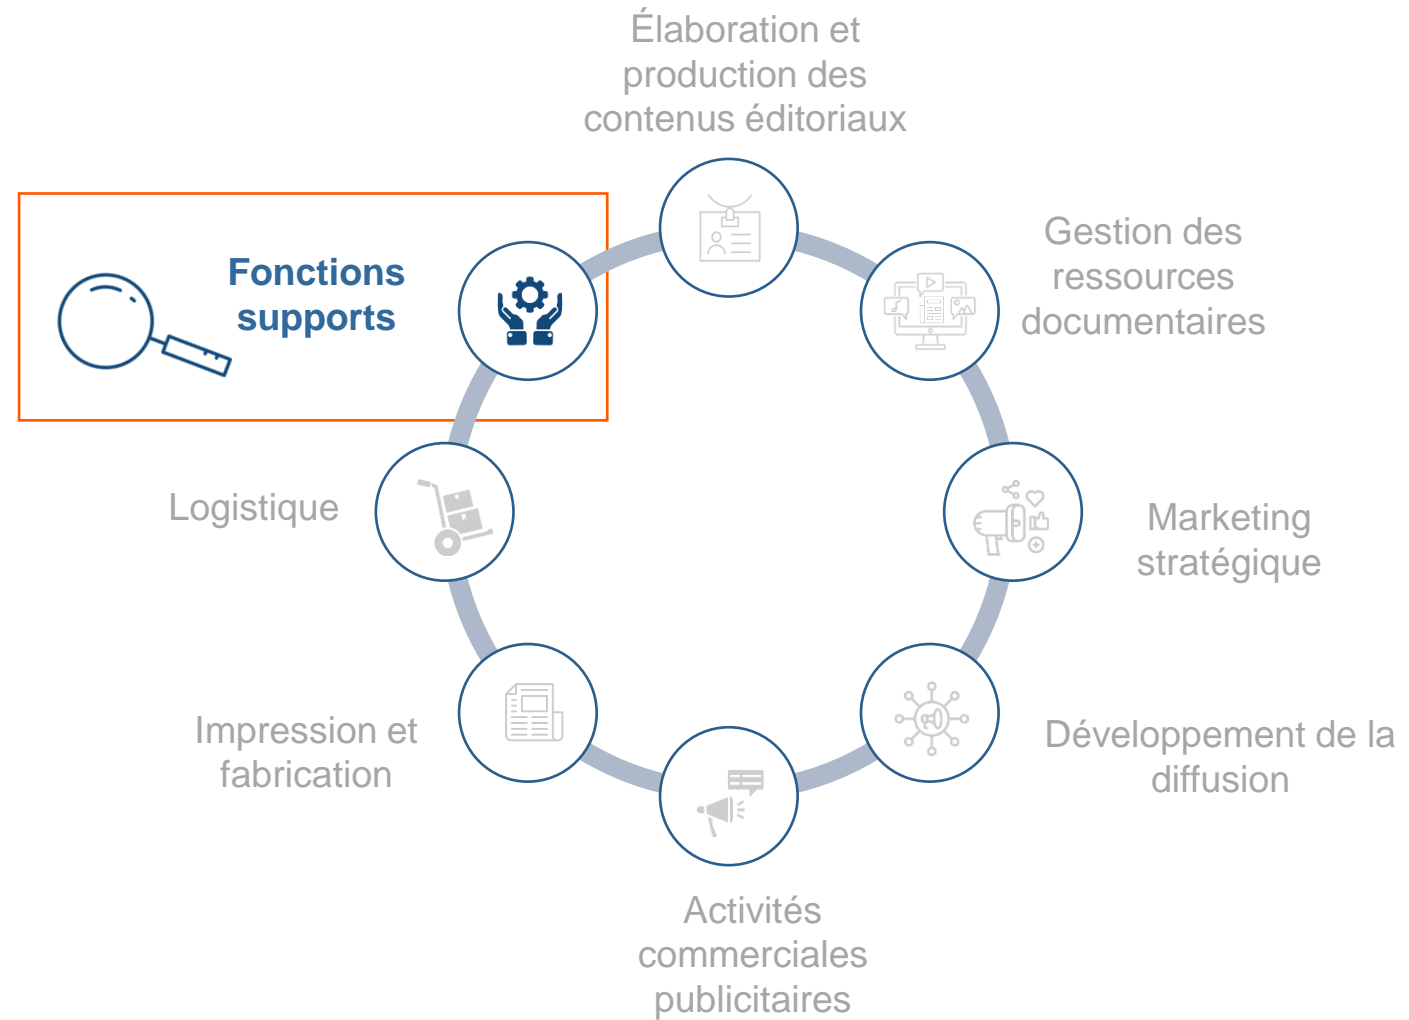 Élaboration et
production des
contenus éditoriaux
Gestion des
ressources
documentaires
Fonctions
supports
Logistique
Marketing
stratégique
Impression et
fabrication
Développement de la
diffusion
Activités
commerciales
publicitaires